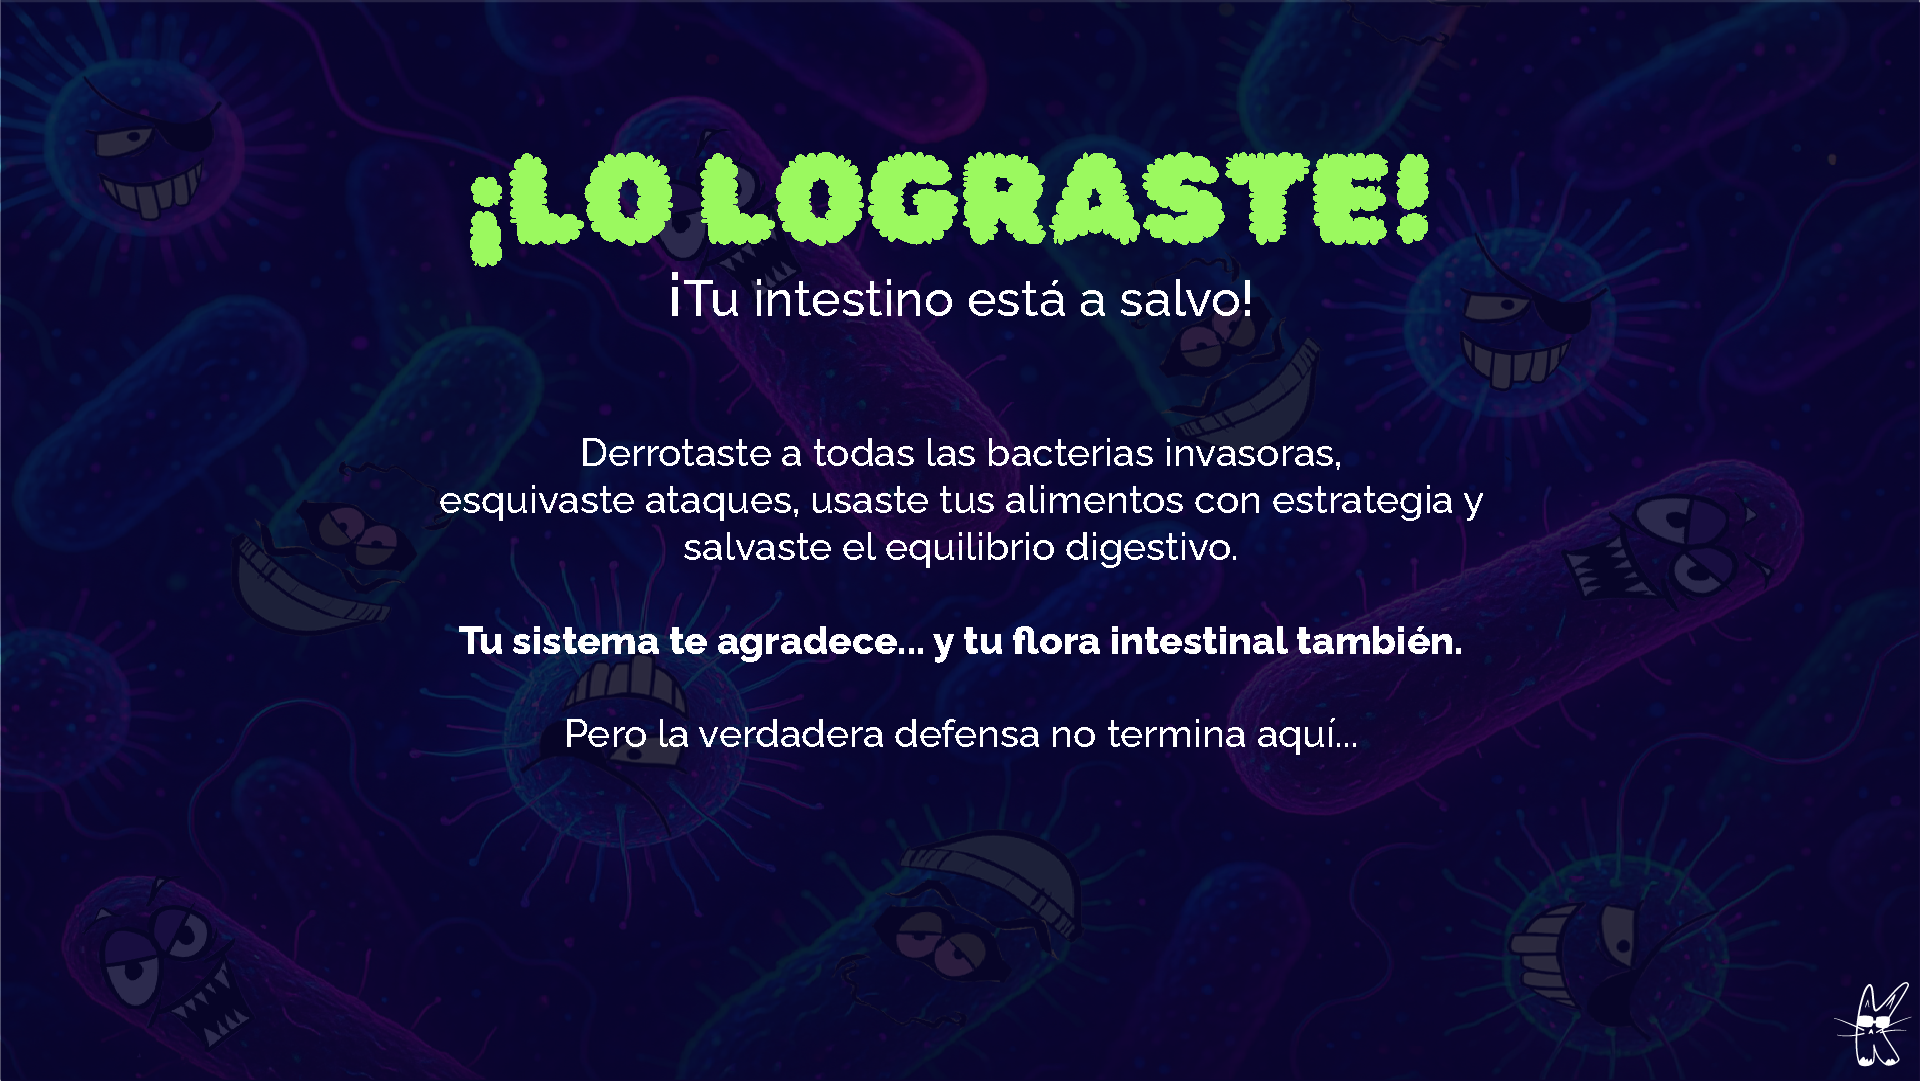 ¡LO LOGRASTE!
¡Tu intestino está a salvo!
Derrotaste a todas las bacterias invasoras,
esquivaste ataques, usaste tus alimentos con estrategia y
salvaste el equilibrio digestivo.
Tu sistema te agradece... y tu flora intestinal también.
Pero la verdadera defensa no termina aquí...